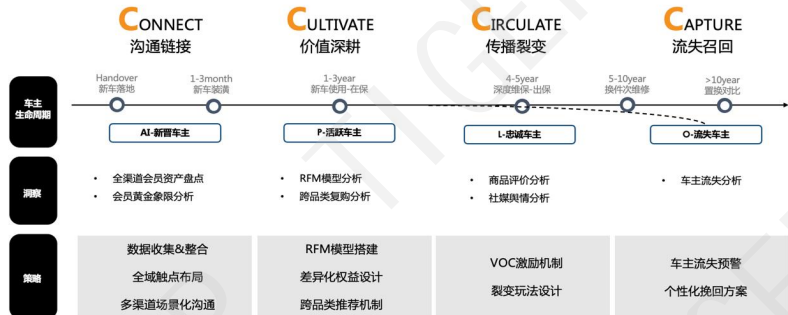 CONNECT
沟通链接
CULTIVATE
价值深耕
CIRCULATE
传播裂变
CAPTURE
流失召回
车主
生命周期
Handover
新车落地
1-3month
新车装潢
1-3year
新车使用-在保
4-5year
深度维保-出保
5-10year
换件次维修
>10year
置换对比
AI-新晋车主
P-活跃车主
L-忠诚车主
O-流失车主
洞察
• 全渠道会员资产盘点
• 会员黄金象限分析
• RFM模型分析
• 跨品类复购分析
• 商品评价分析
• 社媒舆情分析
• 车主流失分析
策略
数据收集&整合
全域触点布局
多渠道场景化沟通
RFM模型搭建
差异化权益设计
跨品类推荐机制
VOC激励机制
裂变玩法设计
车主流失预警
个性化挽回方案